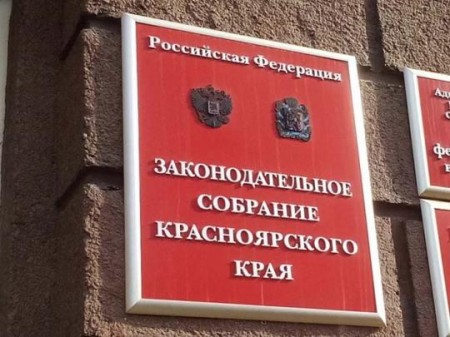 Российская Федерация
ЗАКОНОДАТЕЛЬНОЕ
СОБРАНИЕ
КРАСНОЯРСКОГО
КРАЯ